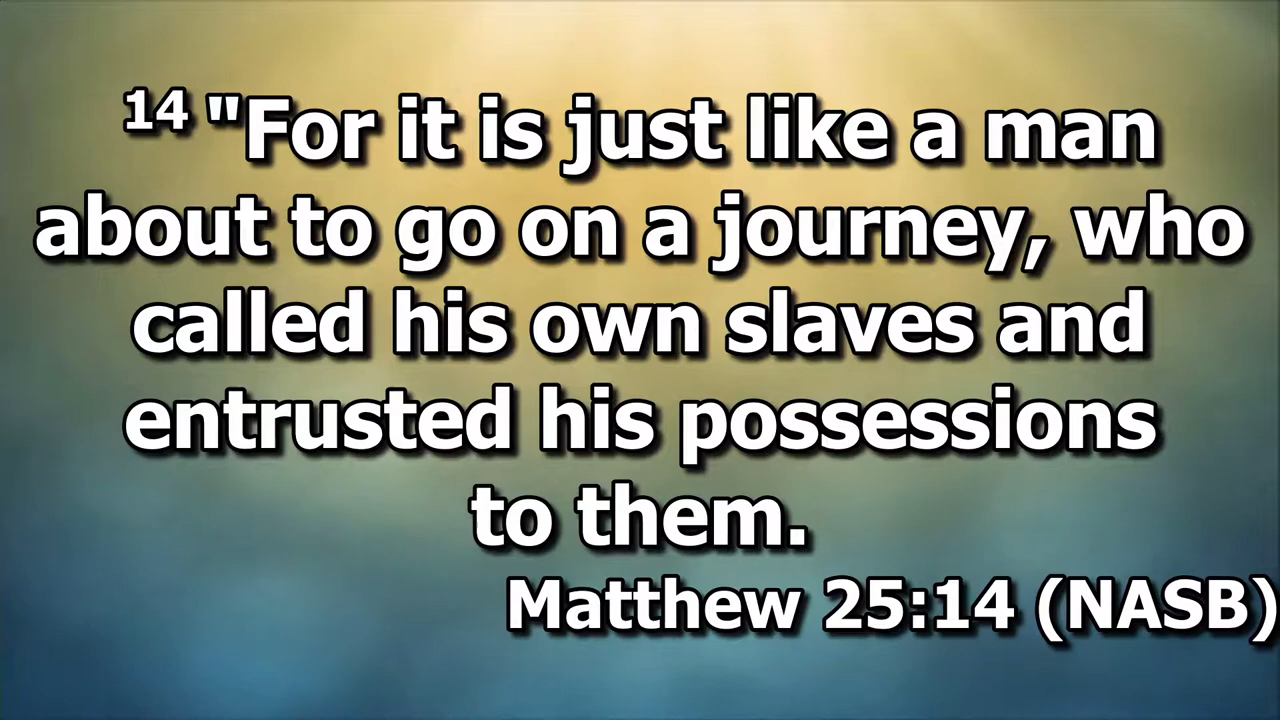 14 "For it is just like a man
about to go on a journey, who
called his own slaves and
entrusted his possessions
to them.
Matthew 25:14 (NASB)